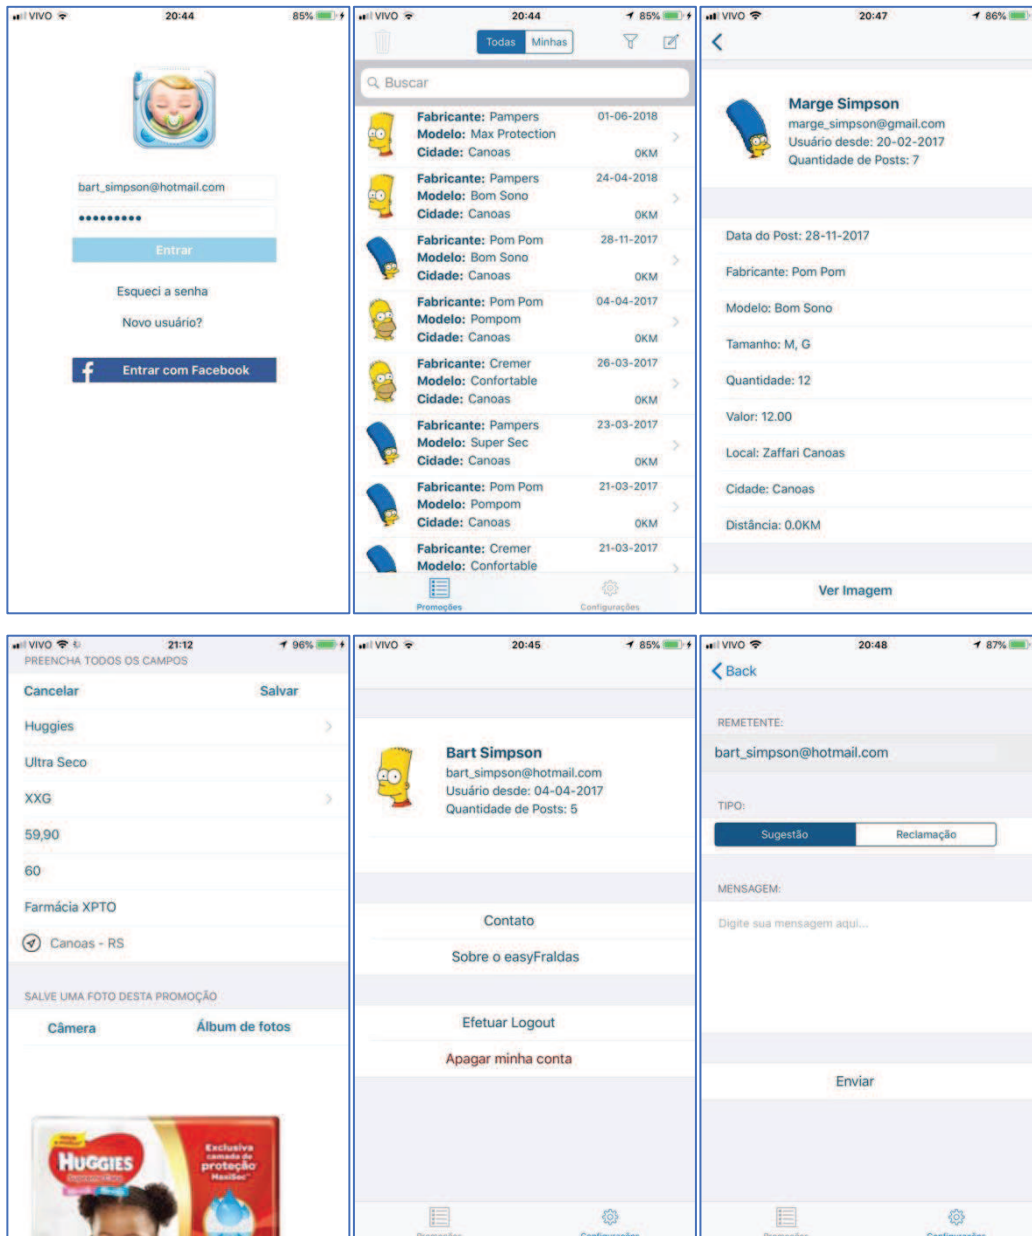 VIVO 20:44 85%
bart_simpson@hotmail.com
•••••••••
Entrar
Esqueci a senha
Novo usuário?
f Entrar com Facebook
VIVO 20:44 85%
Todas Minhas
Buscar
Fabricante: Pampers 01-06-2018
Modelo: Max Protection
Cidade: Canoas 0KM
Fabricante: Pampers 24-04-2018
Modelo: Bom Sono
Cidade: Canoas 0KM
Fabricante: Pom Pom 28-11-2017
Modelo: Bom Sono
Cidade: Canoas 0KM
Fabricante: Pom Pom 04-04-2017
Modelo: Pompom
Cidade: Canoas 0KM
Fabricante: Cremer 26-03-2017
Modelo: Confortable
Cidade: Canoas 0KM
Fabricante: Pampers 23-03-2017
Modelo: Super Sec
Cidade: Canoas 0KM
Fabricante: Pom Pom 21-03-2017
Modelo: Pompom
Cidade: Canoas 0KM
Fabricante: Cremer 21-03-2017
Modelo: Confortable
Promoções Configurações
VIVO 20:47 86%
Marge Simpson
marge_simpson@gmail.com
Usuário desde: 20-02-2017
Quantidade de Posts: 7
Data do Post: 28-11-2017
Fabricante: Pom Pom
Modelo: Bom Sono
Tamanho: M, G
Quantidade: 12
Valor: 12.00
Local: Zaffari Canoas
Cidade: Canoas
Distância: 0.0KM
Ver Imagem
VIVO 21:12 96%
PREENCHA TODOS OS CAMPOS
Cancelar Salvar
Huggies
Ultra Seco
XXG
59,90
60
Farmácia XPTO
Canoas - RS
SALVE UMA FOTO DESTA PROMOÇÃO
Câmera Álbum de fotos
HUGGIES
Supreme Care
Exclusiva
camada de
proteção
MaxiSec
VIVO 20:45 85%
Bart Simpson
bart_simpson@hotmail.com
Usuário desde: 04-04-2017
Quantidade de Posts: 5
Contato
Sobre o easyFraldas
Efetuar Logout
Apagar minha conta
Promoções Configurações
VIVO 20:48 87%
Back
REMETENTE:
bart_simpson@hotmail.com
TIPO:
Sugestão Reclamação
MENSAGEM:
Digite sua mensagem aqui...
Enviar
Promoções Configurações